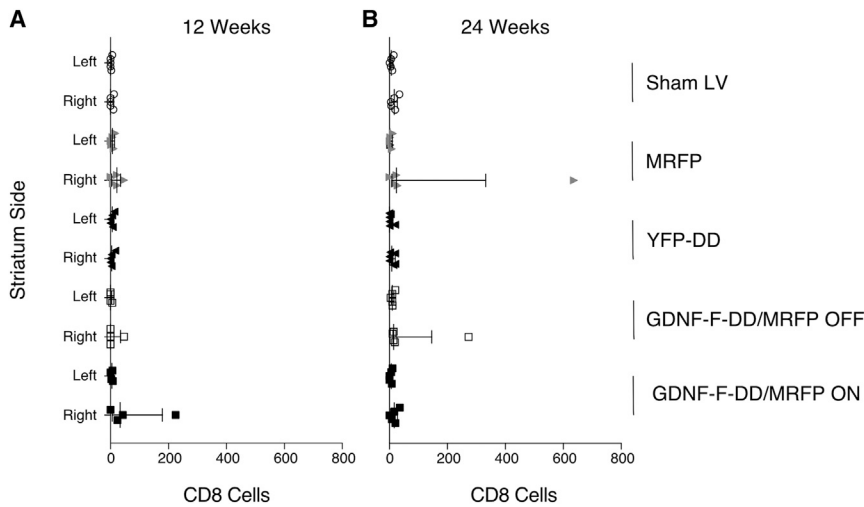 A
12 Weeks
B
24 Weeks
Striatum Side
Left
Right
Left
Right
Left
Right
Left
Right
Left
Right
Sham LV
MRFP
YFP-DD
GDNF-F-DD/MRFP OFF
GDNF-F-DD/MRFP ON
0 200 400 600 800
0 200 400 600 800
CD8 Cells
CD8 Cells